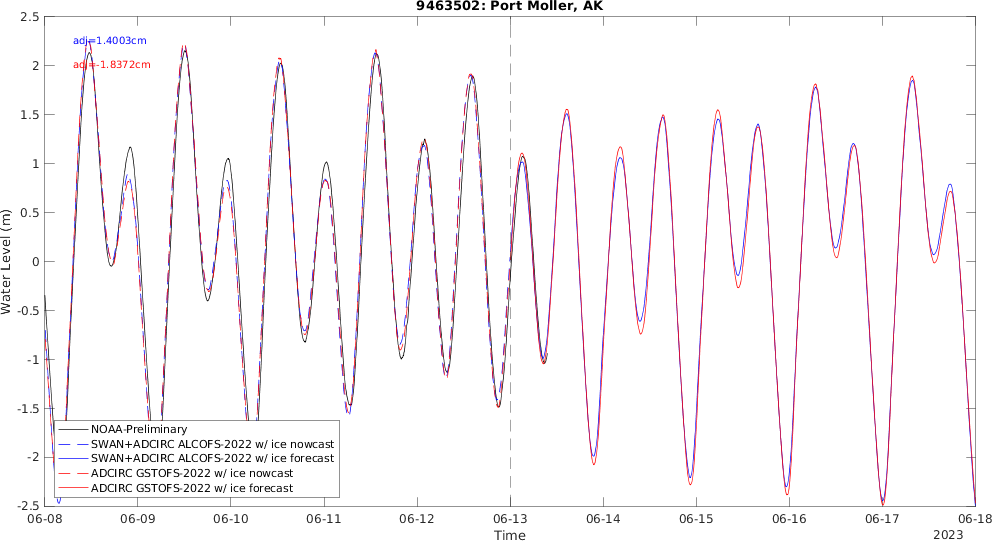 9463502: Port Moller, AK
adj=1.4003cm
adj=-1.8372cm
Water Level (m)
2.5
2
1.5
1
0.5
0
-0.5
-1
-1.5
-2
-2.5
NOAA-Preliminary
SWAN+ADCIRC ALCOFS-2022 w/ ice nowcast
SWAN+ADCIRC ALCOFS-2022 w/ ice forecast
ADCIRC GSTOFS-2022 w/ ice nowcast
ADCIRC GSTOFS-2022 w/ ice forecast
06-08 06-09 06-10 06-11 06-12 06-13 06-14 06-15 06-16 06-17 06-18
Time
2023